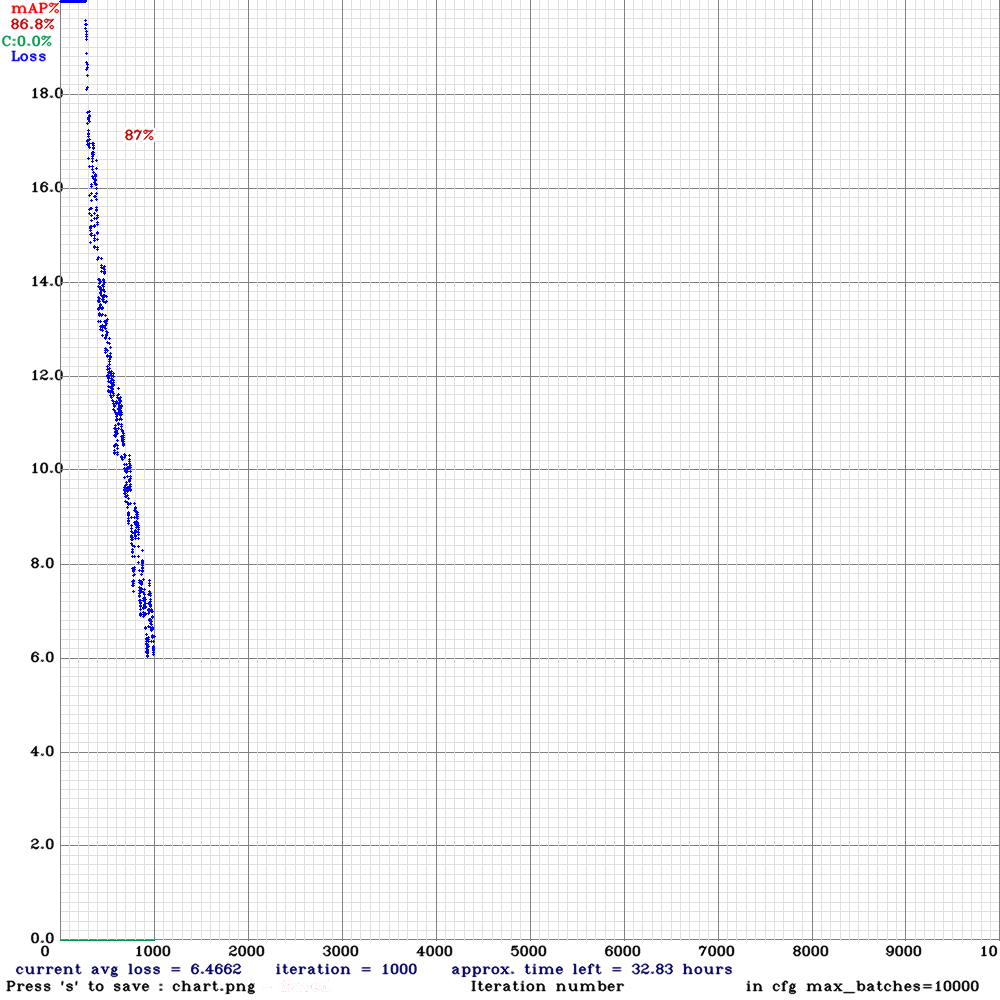 mAP%
86.8%
C:0.0%
Loss
18.0
87%
16.0
14.0
12.0
10.0
8.0
6.0
4.0
2.0
0.0
0 1000 2000 3000 4000 5000 6000 7000 8000 9000 10
current avg loss = 6.4662 iteration = 1000 approx. time left = 32.83 hours
Press 's' to save : chart.png Iteration number in cfg max_batches=10000